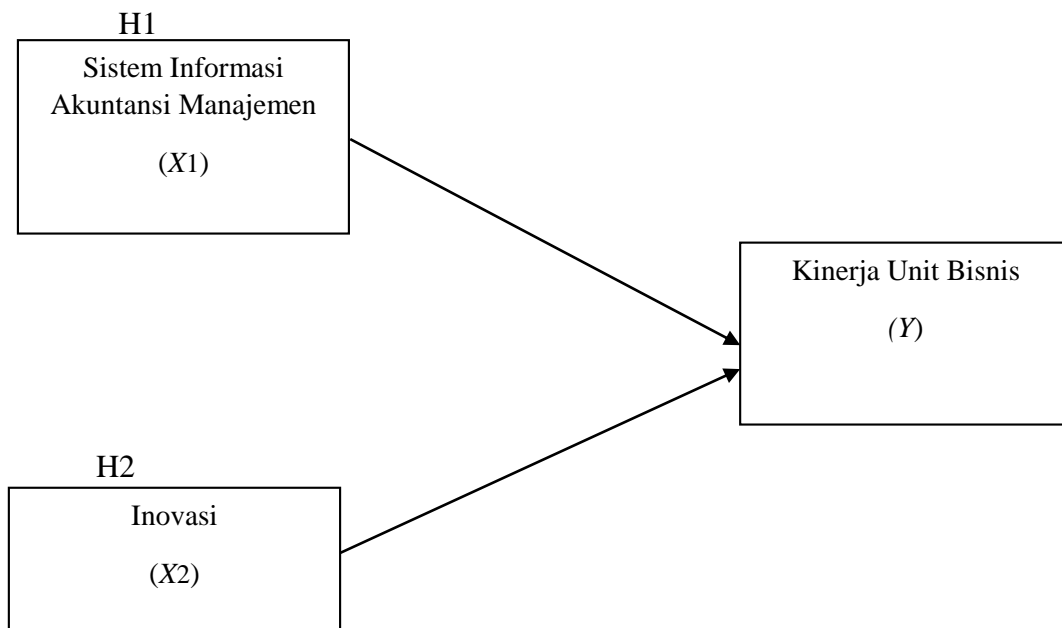 H1
Sistem Informasi
Akuntansi Manajemen
(X1)
Kinerja Unit Bisnis
(Y)
H2
Inovasi
(X2)